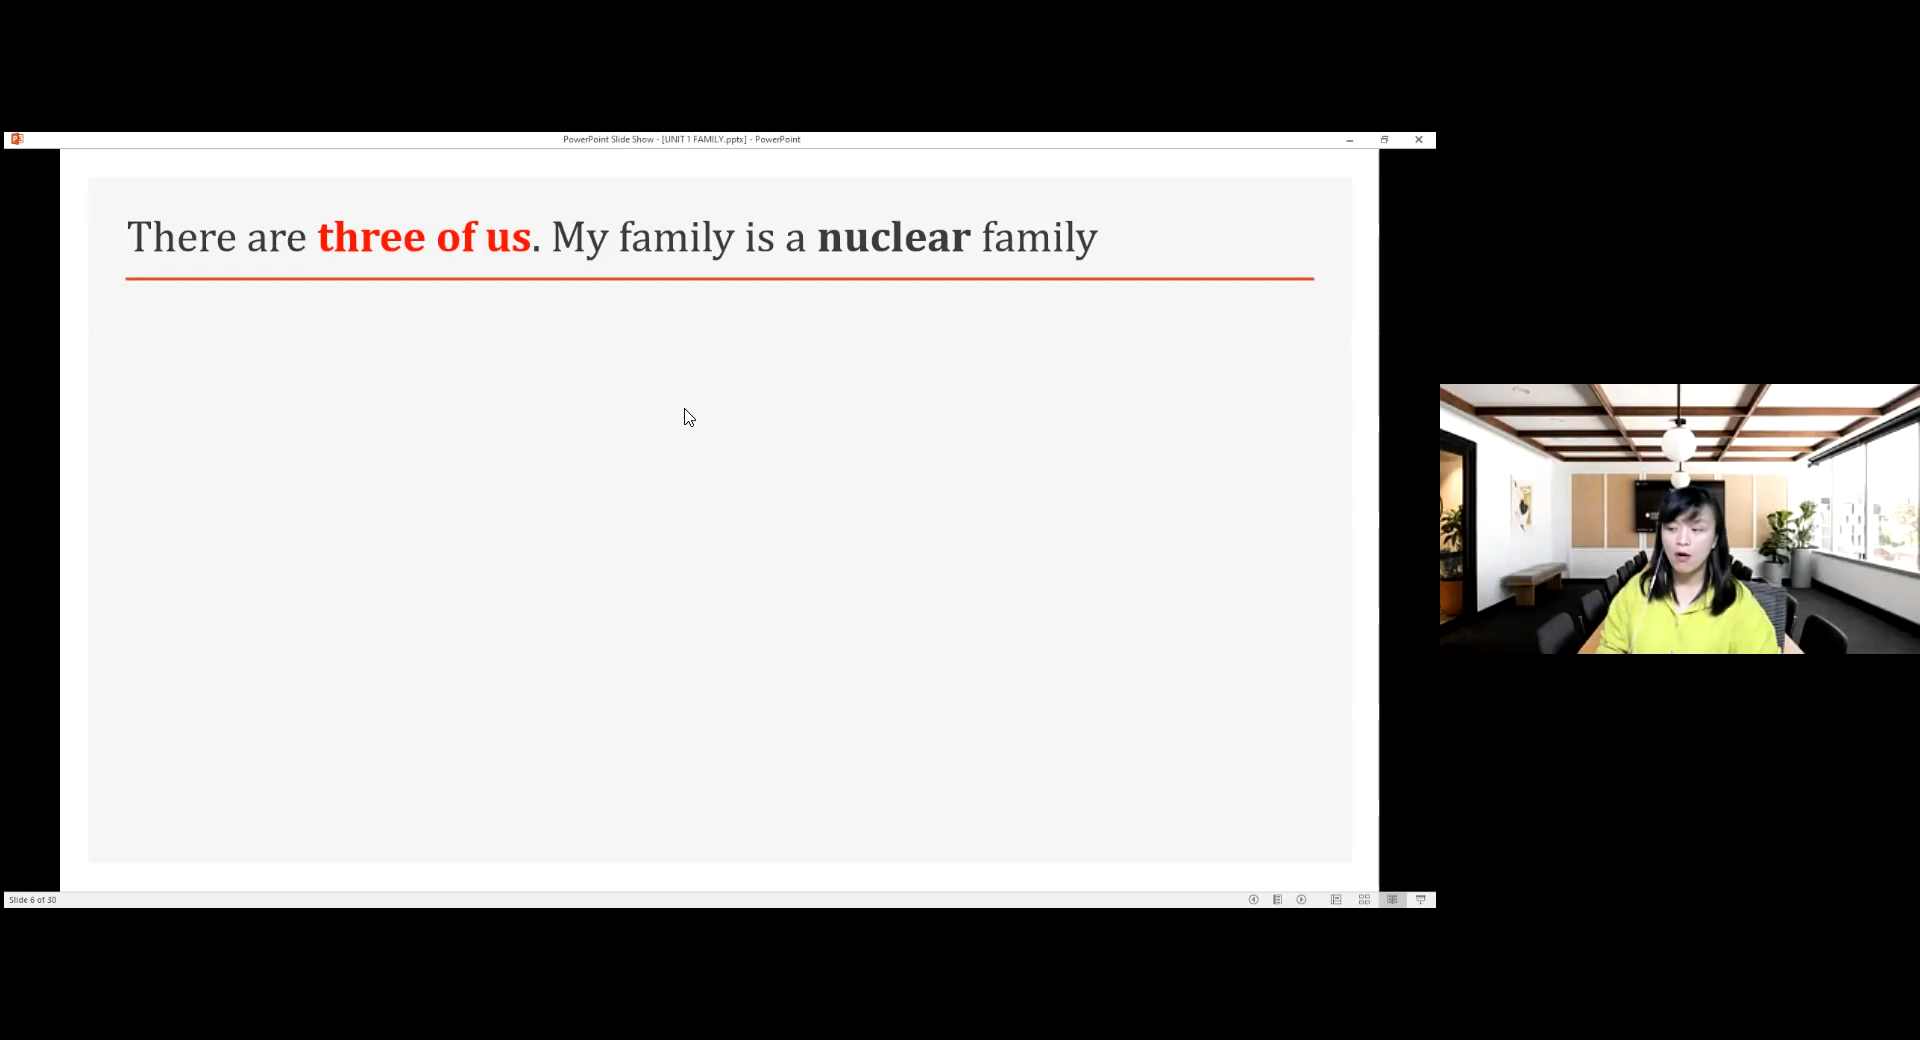 PowerPoint Slide Show - [UNIT 1 FAMILY.pptx] - PowerPoint
There are three of us. My family is a nuclear family
Slide 6 of 30